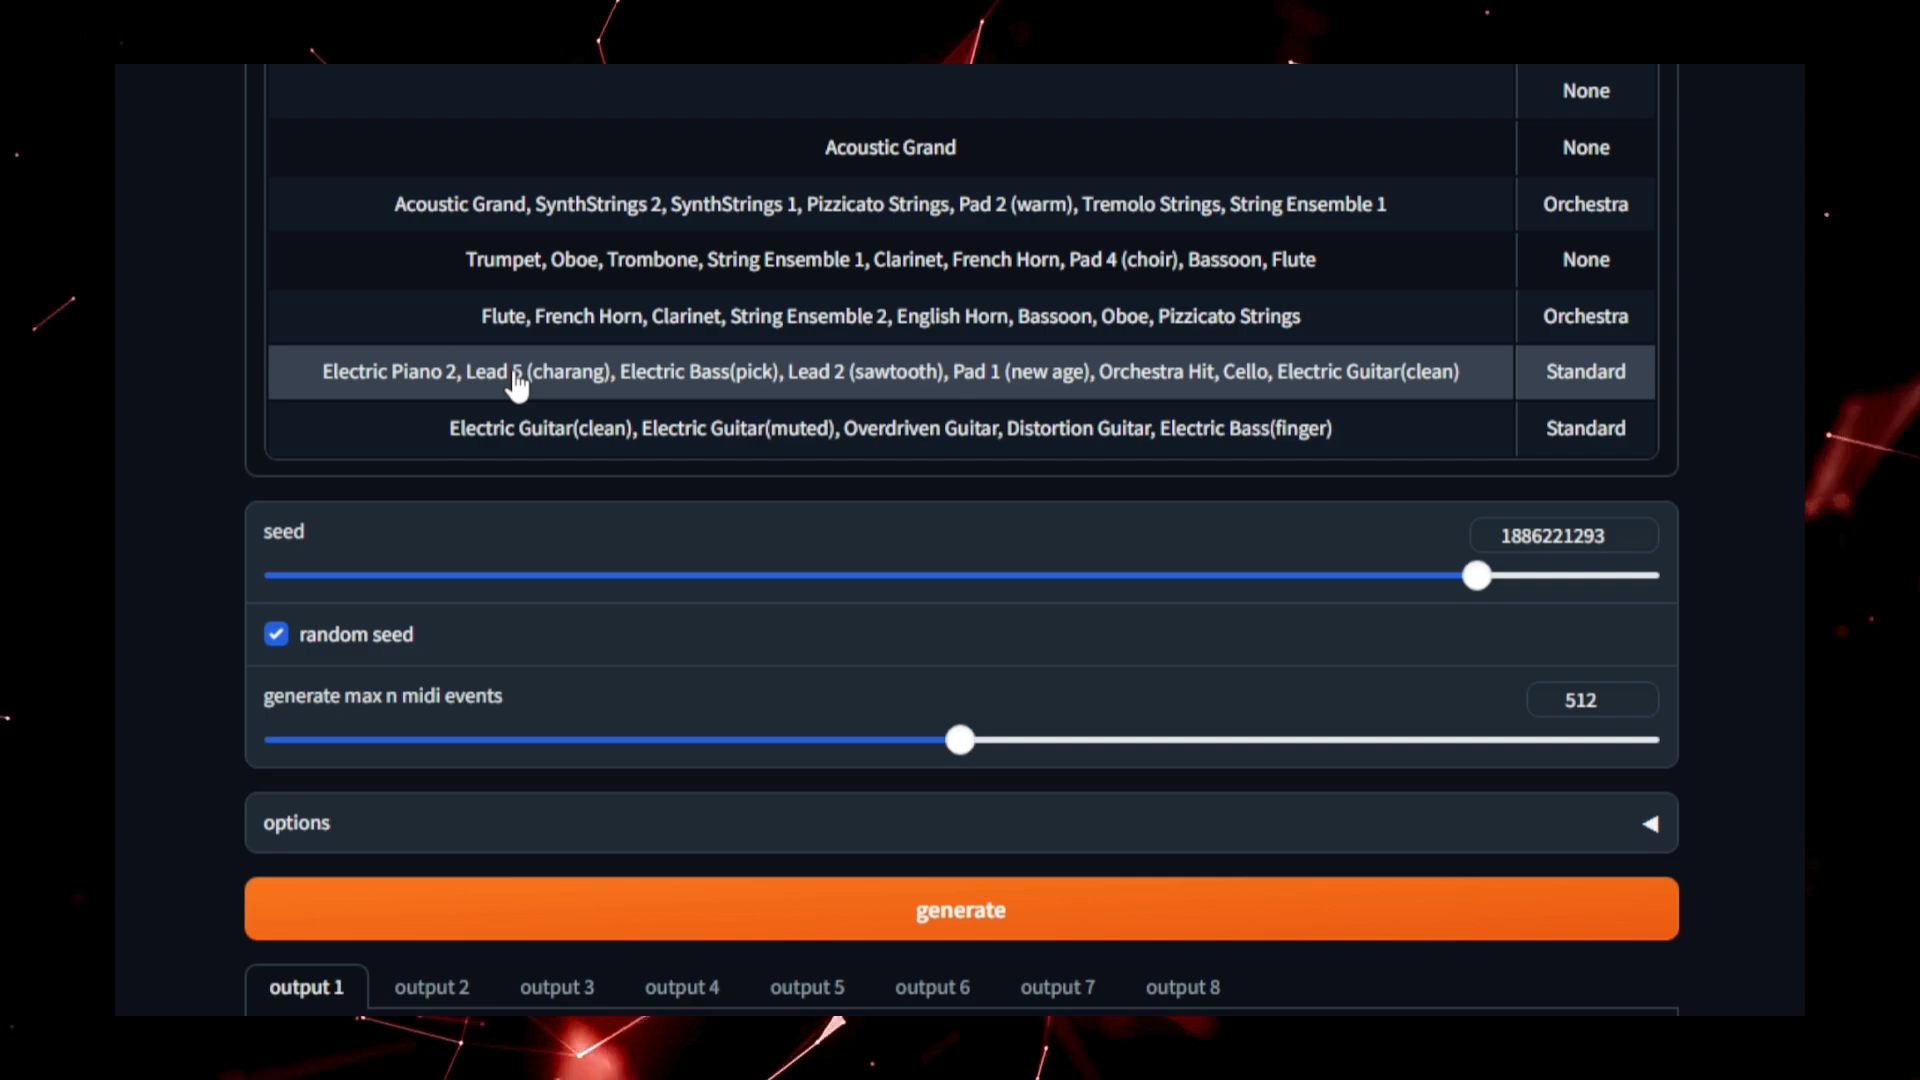 None
Acoustic Grand None
Acoustic Grand, SynthStrings 2, SynthStrings 1, Pizzicato Strings, Pad 2 (warm), Tremolo Strings, String Ensemble 1 Orchestra
Trumpet, Oboe, Trombone, String Ensemble 1, Clarinet, French Horn, Pad 4 (choir), Bassoon, Flute None
Flute, French Horn, Clarinet, String Ensemble 2, English Horn, Bassoon, Oboe, Pizzicato Strings Orchestra
Electric Piano 2, Lead 5 (charang), Electric Bass(pick), Lead 2 (sawtooth), Pad 1 (new age), Orchestra Hit, Cello, Electric Guitar(clean) Standard
Electric Guitar(clean), Electric Guitar(muted), Overdriven Guitar, Distortion Guitar, Electric Bass(finger) Standard
seed 1886221293
random seed
generate max n midi events 512
options
generate
output 1 output 2 output 3 output 4 output 5 output 6 output 7 output 8